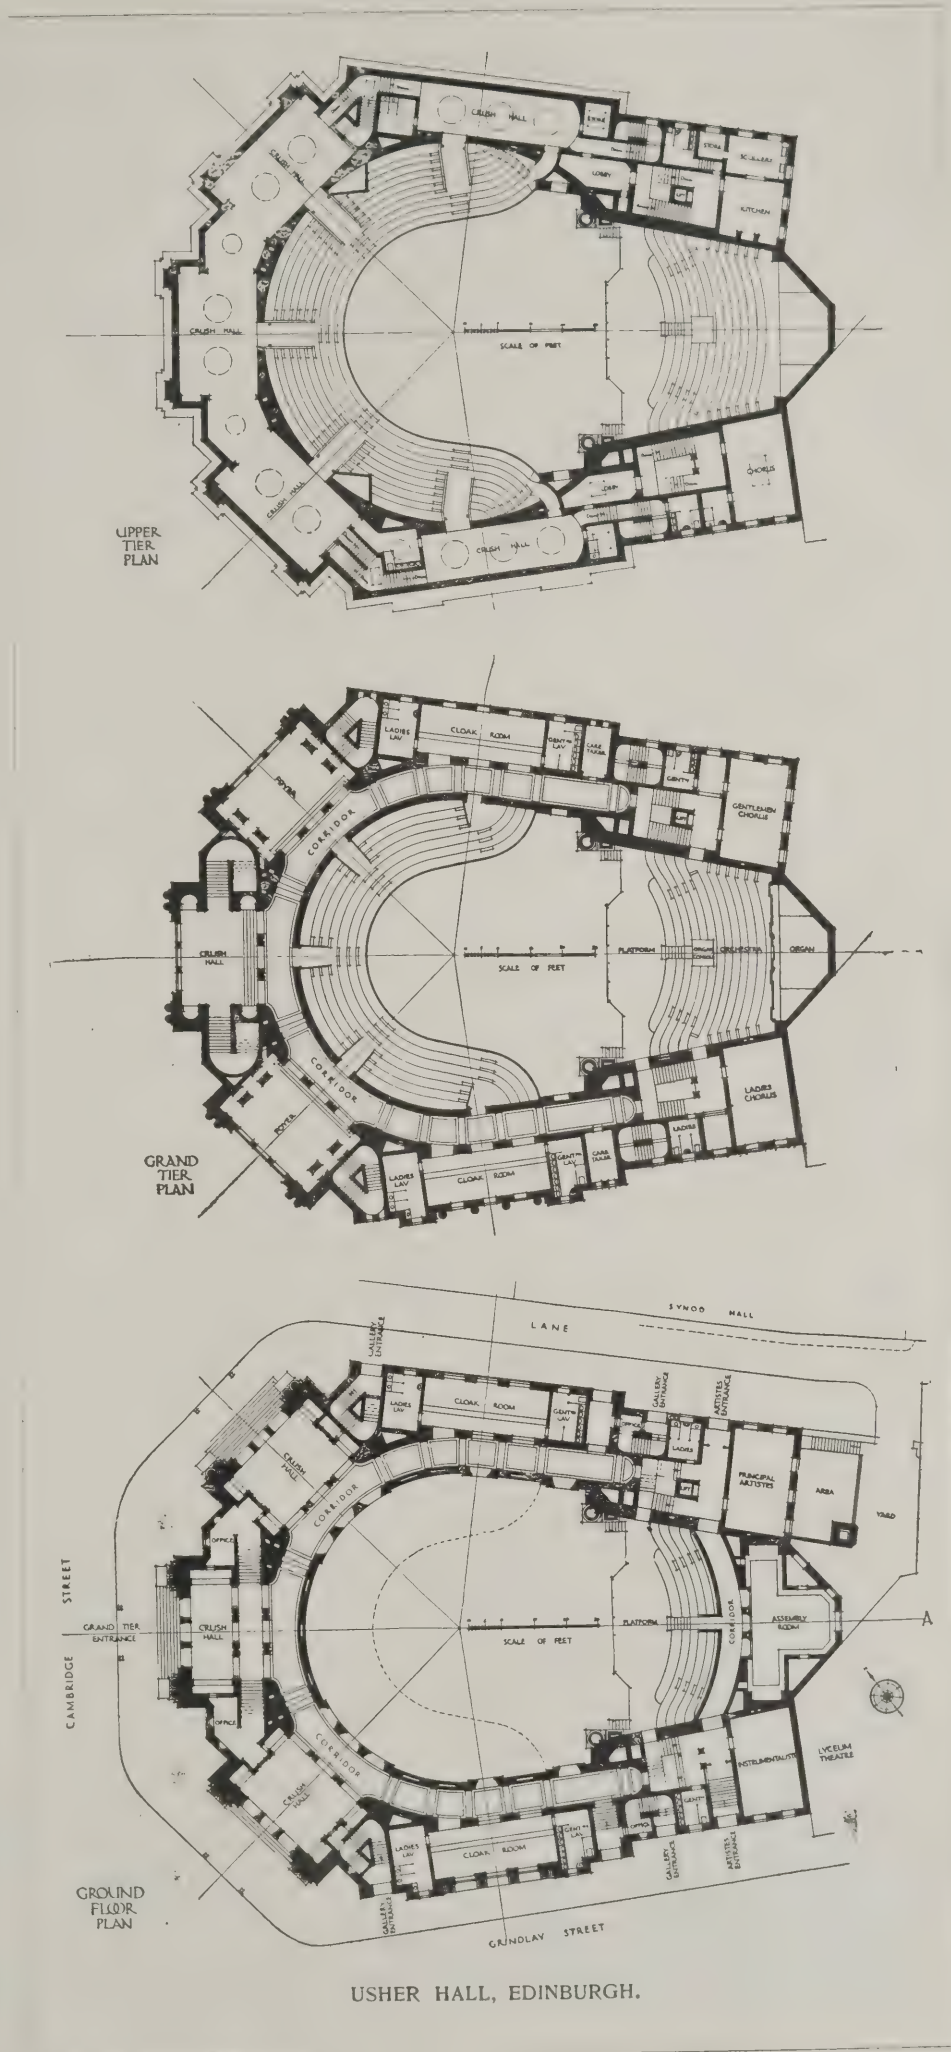 CRUSH HALL
STORE
STORE
SCULLERY
LOBBY
LIFT
KITCHEN
CRUSH HALL
CRUSH HALL
SCALE OF FEET
CRUSH HALL
CHORUS
CRUSH HALL
UPPER
TIER
PLAN
LADIES
LAV
CLOAK ROOM
GENTS
LAV
CARE
TAKER
FOYER
GENTS
CORRIDOR
LIFT
GENTLEMEN
CHORUS
CRUSH
HALL
SCALE OF FEET
PLATFORM
ORGAN
CONSOLE
ORCHESTRA
ORGAN
CORRIDOR
FOYER
LADIES
CHORUS
LADIES
GENTS
LAV
CARE
TAKER
LADIES
LAV
CLOAK ROOM
GRAND
TIER
PLAN
SYNOD HALL
LANE
GALLERY
ENTRANCE
GALLERY
ENTRANCE
ARTISTES
ENTRANCE
LADIES
LAV
CLOAK ROOM
GENTS
LAV
OFFICE
LADIES
CRUSH
HALL
CORRIDOR
LIFT
PRINCIPAL
ARTISTES
AREA
YARD
OFFICE
CAMBRIDGE STREET
GRAND TIER
ENTRANCE
CRUSH
HALL
SCALE OF FEET
PLATFORM
CORRIDOR
ASSEMBLY
ROOM
A
OFFICE
CORRIDOR
CRUSH
HALL
INSTRUMENTALISTS
LYCEUM
THEATRE
GENTS
OFFICE
LADIES
LAV
CLOAK ROOM
GENTS
LAV
GALLERY
ENTRANCE
ARTISTES
ENTRANCE
GALLERY
ENTRANCE
GROUND
FLOOR
PLAN
GRINDLAY STREET
USHER HALL, EDINBURGH.